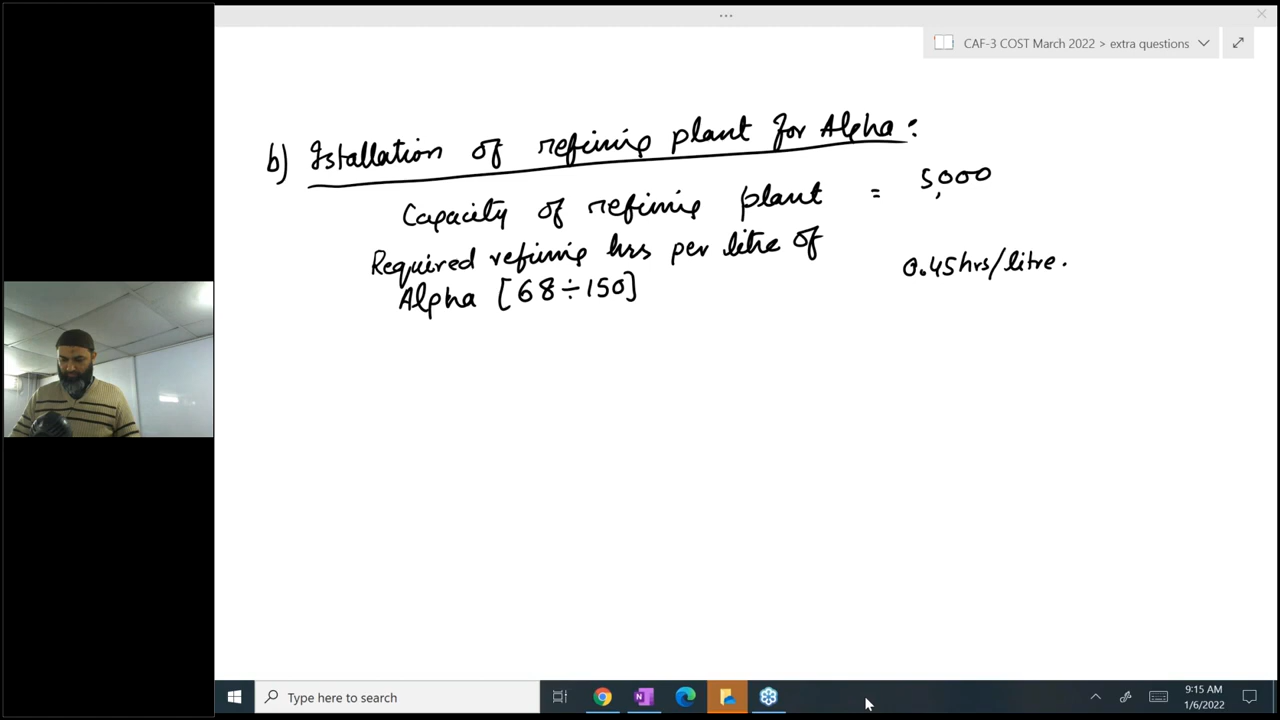 CAF-3 COST March 2022 > extra questions
b) Istallation of refining plant for Alpha :
Capacity of refining plant = 5,000
Required refining hrs per litre of
Alpha [68÷150] 0.45hrs/litre.
Type here to search
9:15 AM
1/6/2022